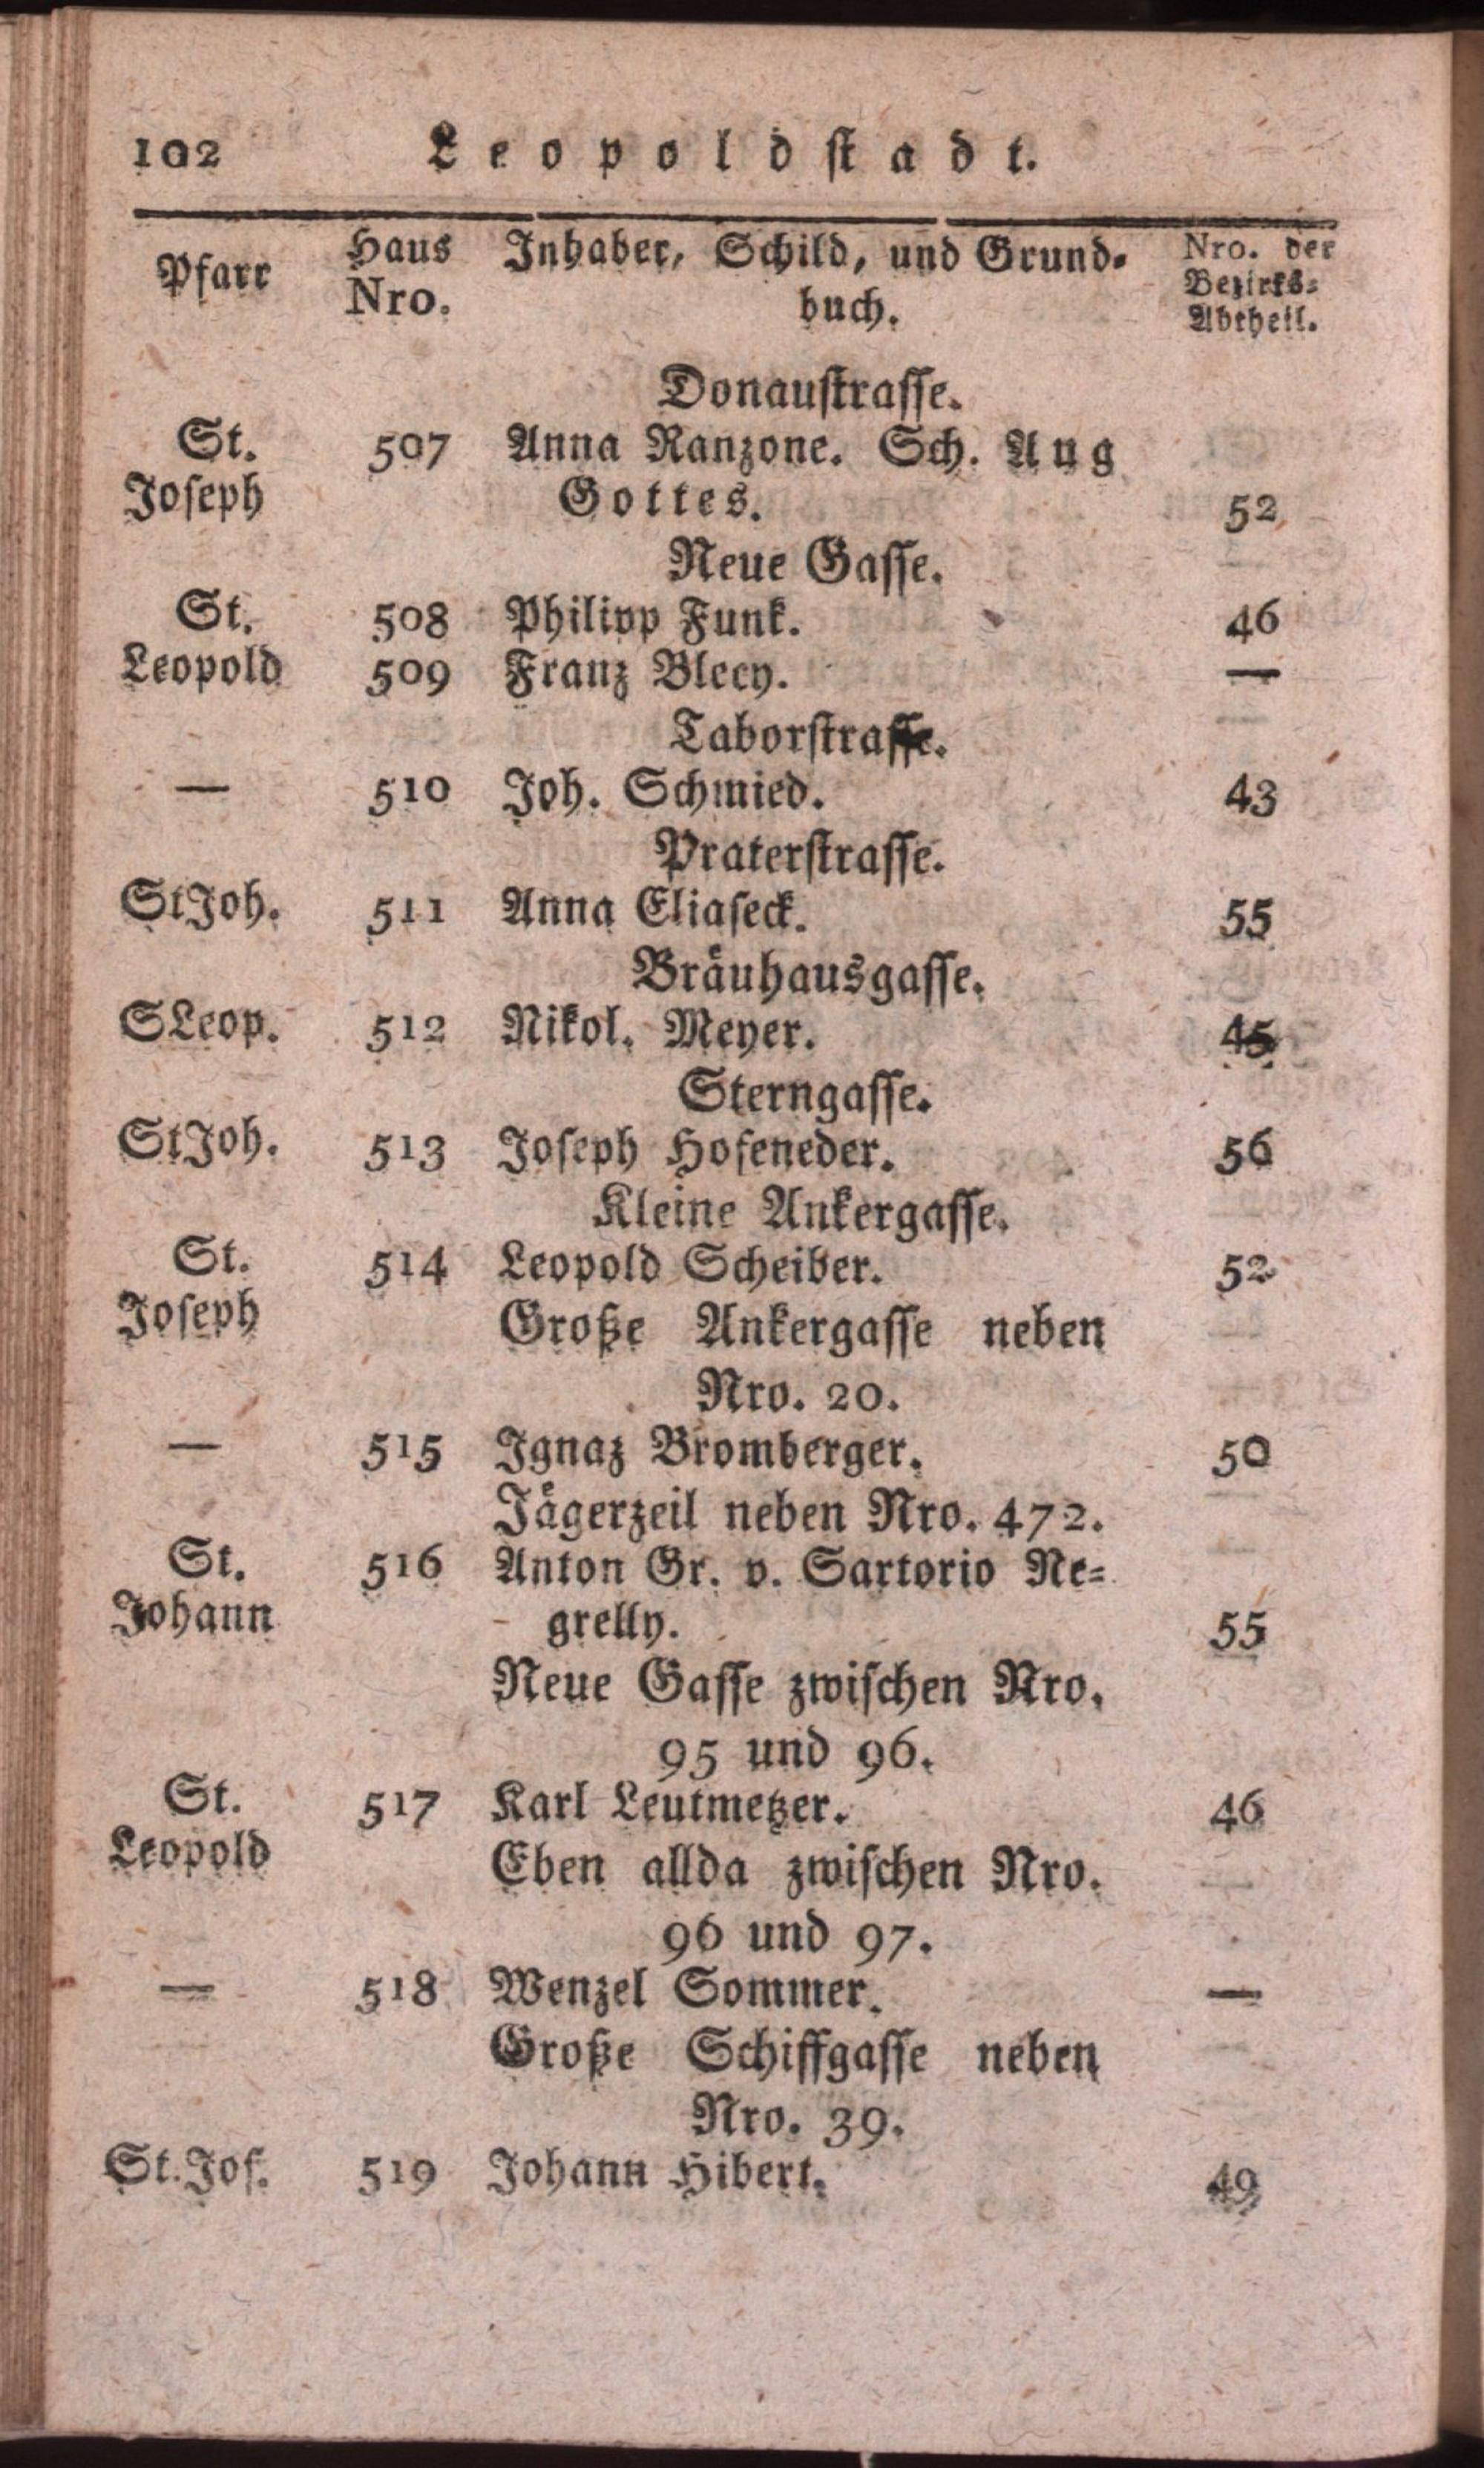 102 Leopoldstadt.
Pfarr Haus Nro. Inhaber, Schild, und Grund-buch. Nro. der Bezirks-Abtheil.
Donaustrasse.
St. 507 Anna Ranzone. Sch. Aug
Joseph Gottes. 52
Neue Gasse.
St. 508 Philipp Funk. 46
Leopold 509 Franz Blecy. —
Taborstrasse.
— 510 Joh. Schmied. 43
Praterstrasse.
StJoh. 511 Anna Eliaseck. 55
Bräuhausgasse.
SLeop. 512 Nikol. Meyer. 45
Sterngasse.
StJoh. 513 Joseph Hofeneder. 56
Kleine Ankergasse.
St. 514 Leopold Scheiber. 52
Joseph Große Ankergasse neben
Nro. 20.
— 515 Ignaz Bromberger. 50
Jägerzeil neben Nro. 472.
St. 516 Anton Gr. v. Sartorio Ne-
Johann grelly. 55
Neue Gasse zwischen Nro.
95 und 96.
St. 517 Karl Leutmetzer. 46
Leopold Eben allda zwischen Nro.
96 und 97.
— 518 Wenzel Sommer. —
Große Schiffgasse neben
Nro. 39.
St. Jos. 519 Johann Hibert. 49